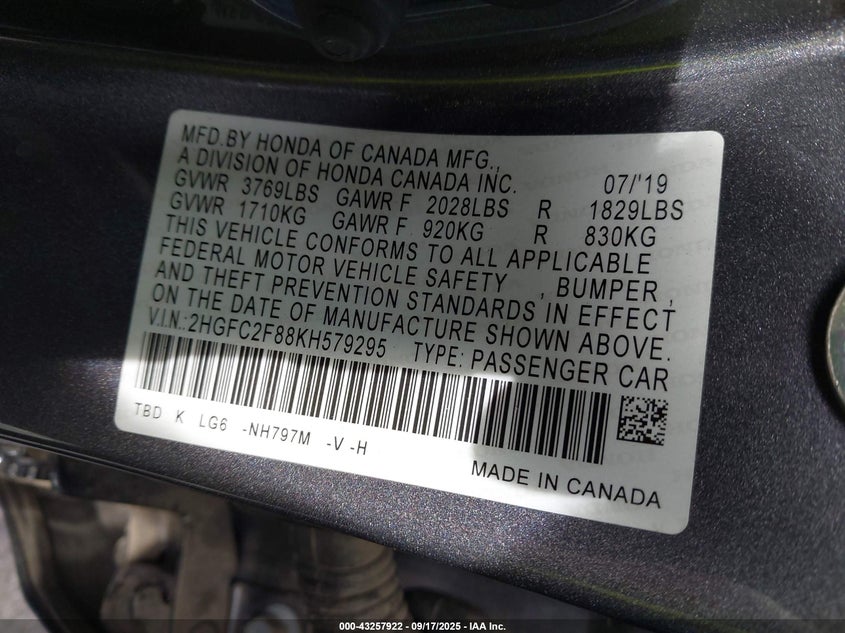 MFD.BY HONDA OF CANADA MFG.,
A DIVISION OF HONDA CANADA INC. 07/'19
GVWR 3769LBS GAWR F 2028LBS R 1829LBS
GVWR 1710KG GAWR F 920KG R 830KG
THIS VEHICLE CONFORMS TO ALL APPLICABLE
FEDERAL MOTOR VEHICLE SAFETY , BUMPER ,
AND THEFT PREVENTION STANDARDS IN EFFECT
ON THE DATE OF MANUFACTURE SHOWN ABOVE.
V.I.N.:2HGFC2F88KH579295 TYPE: PASSENGER CAR
TBD K LG6 -NH797M -V -H
MADE IN CANADA
000-43257922 - 09/17/2025 - IAA Inc.